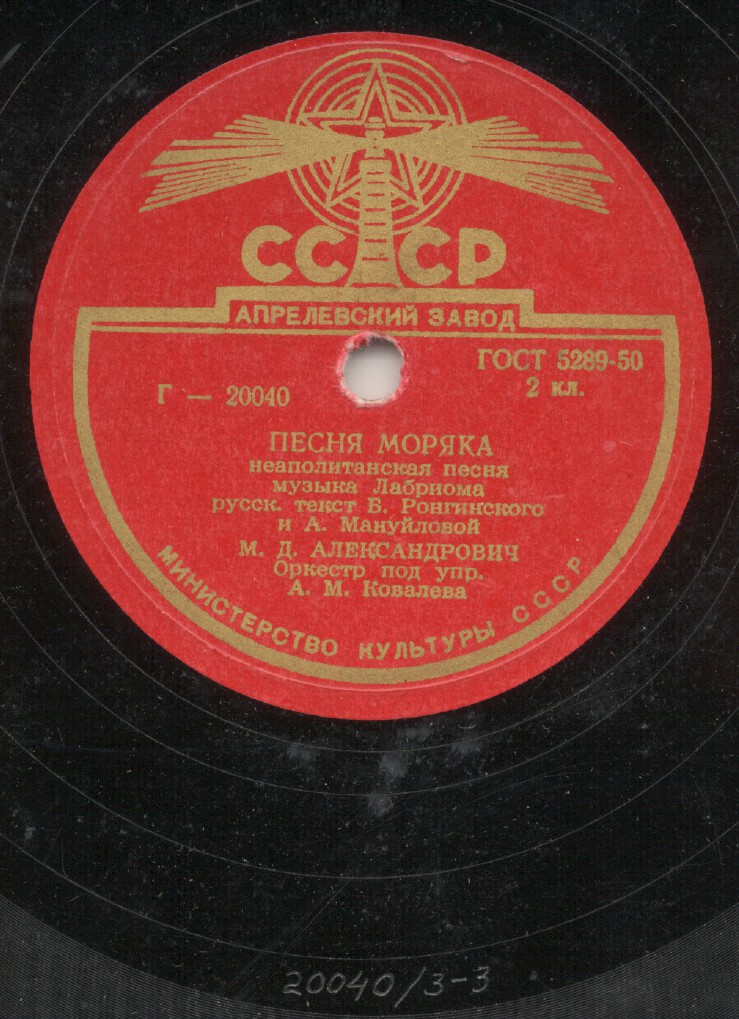 СССР
АПРЕЛЕВСКИЙ ЗАВОД
ГОСТ 5289-50
2 кл.
Г — 20040
ПЕСНЯ МОРЯКА
неаполитанская песня
музыка Лабриома
русск. текст Б. Ронгинского
и А. Мануйловой
М. Д. АЛЕКСАНДРОВИЧ
Оркестр под упр.
А. М. Ковалева
МИНИСТЕРСТВО КУЛЬТУРЫ СССР
20040/3-3